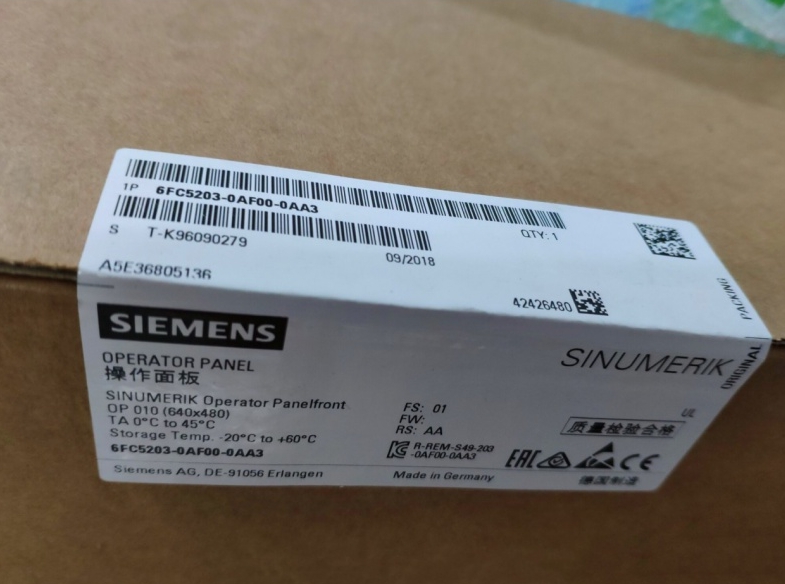 1P 6FC5203-0AF00-0AA3
QTY: 1
S T-K96090279
09/2018
A5E36805136
42426480
PACKING
ORIGINAL
SIEMENS
SINUMERIK
OPERATOR PANEL
操作面板
SINUMERIK Operator Panelfront
OP 010 (640x480)
TA 0°C to 45°C
Storage Temp. -20°C to +60°C
6FC5203-0AF00-0AA3
FS: 01
FW:
RS: AA
R-REM-S49-203
-0AF00-0AA3
UL
质量检验合格
EAC
CE
Siemens AG, DE-91056 Erlangen
Made in Germany
德国制造